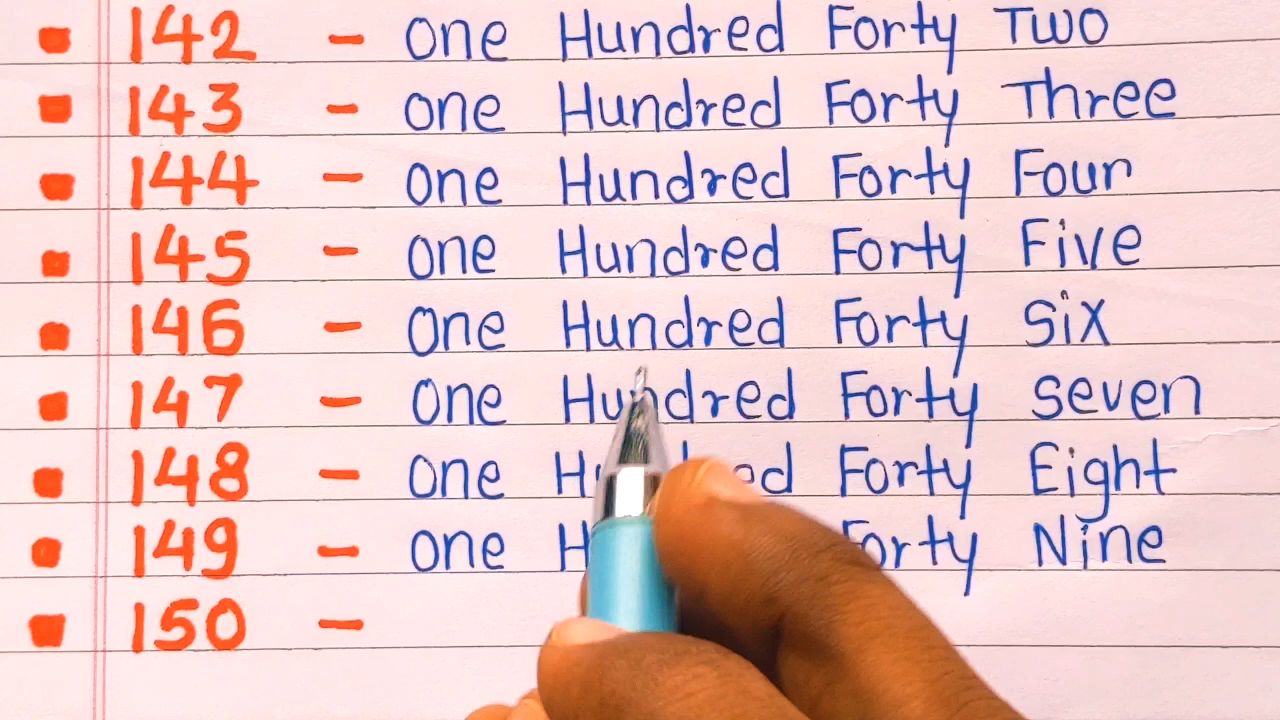 142 - One Hundred Forty Two
143 - One Hundred Forty Three
144 - One Hundred Forty Four
145 - One Hundred Forty Five
146 - One Hundred Forty Six
147 - One Hundred Forty Seven
148 - One Forty Eight
149 - One Forty Nine
150 -